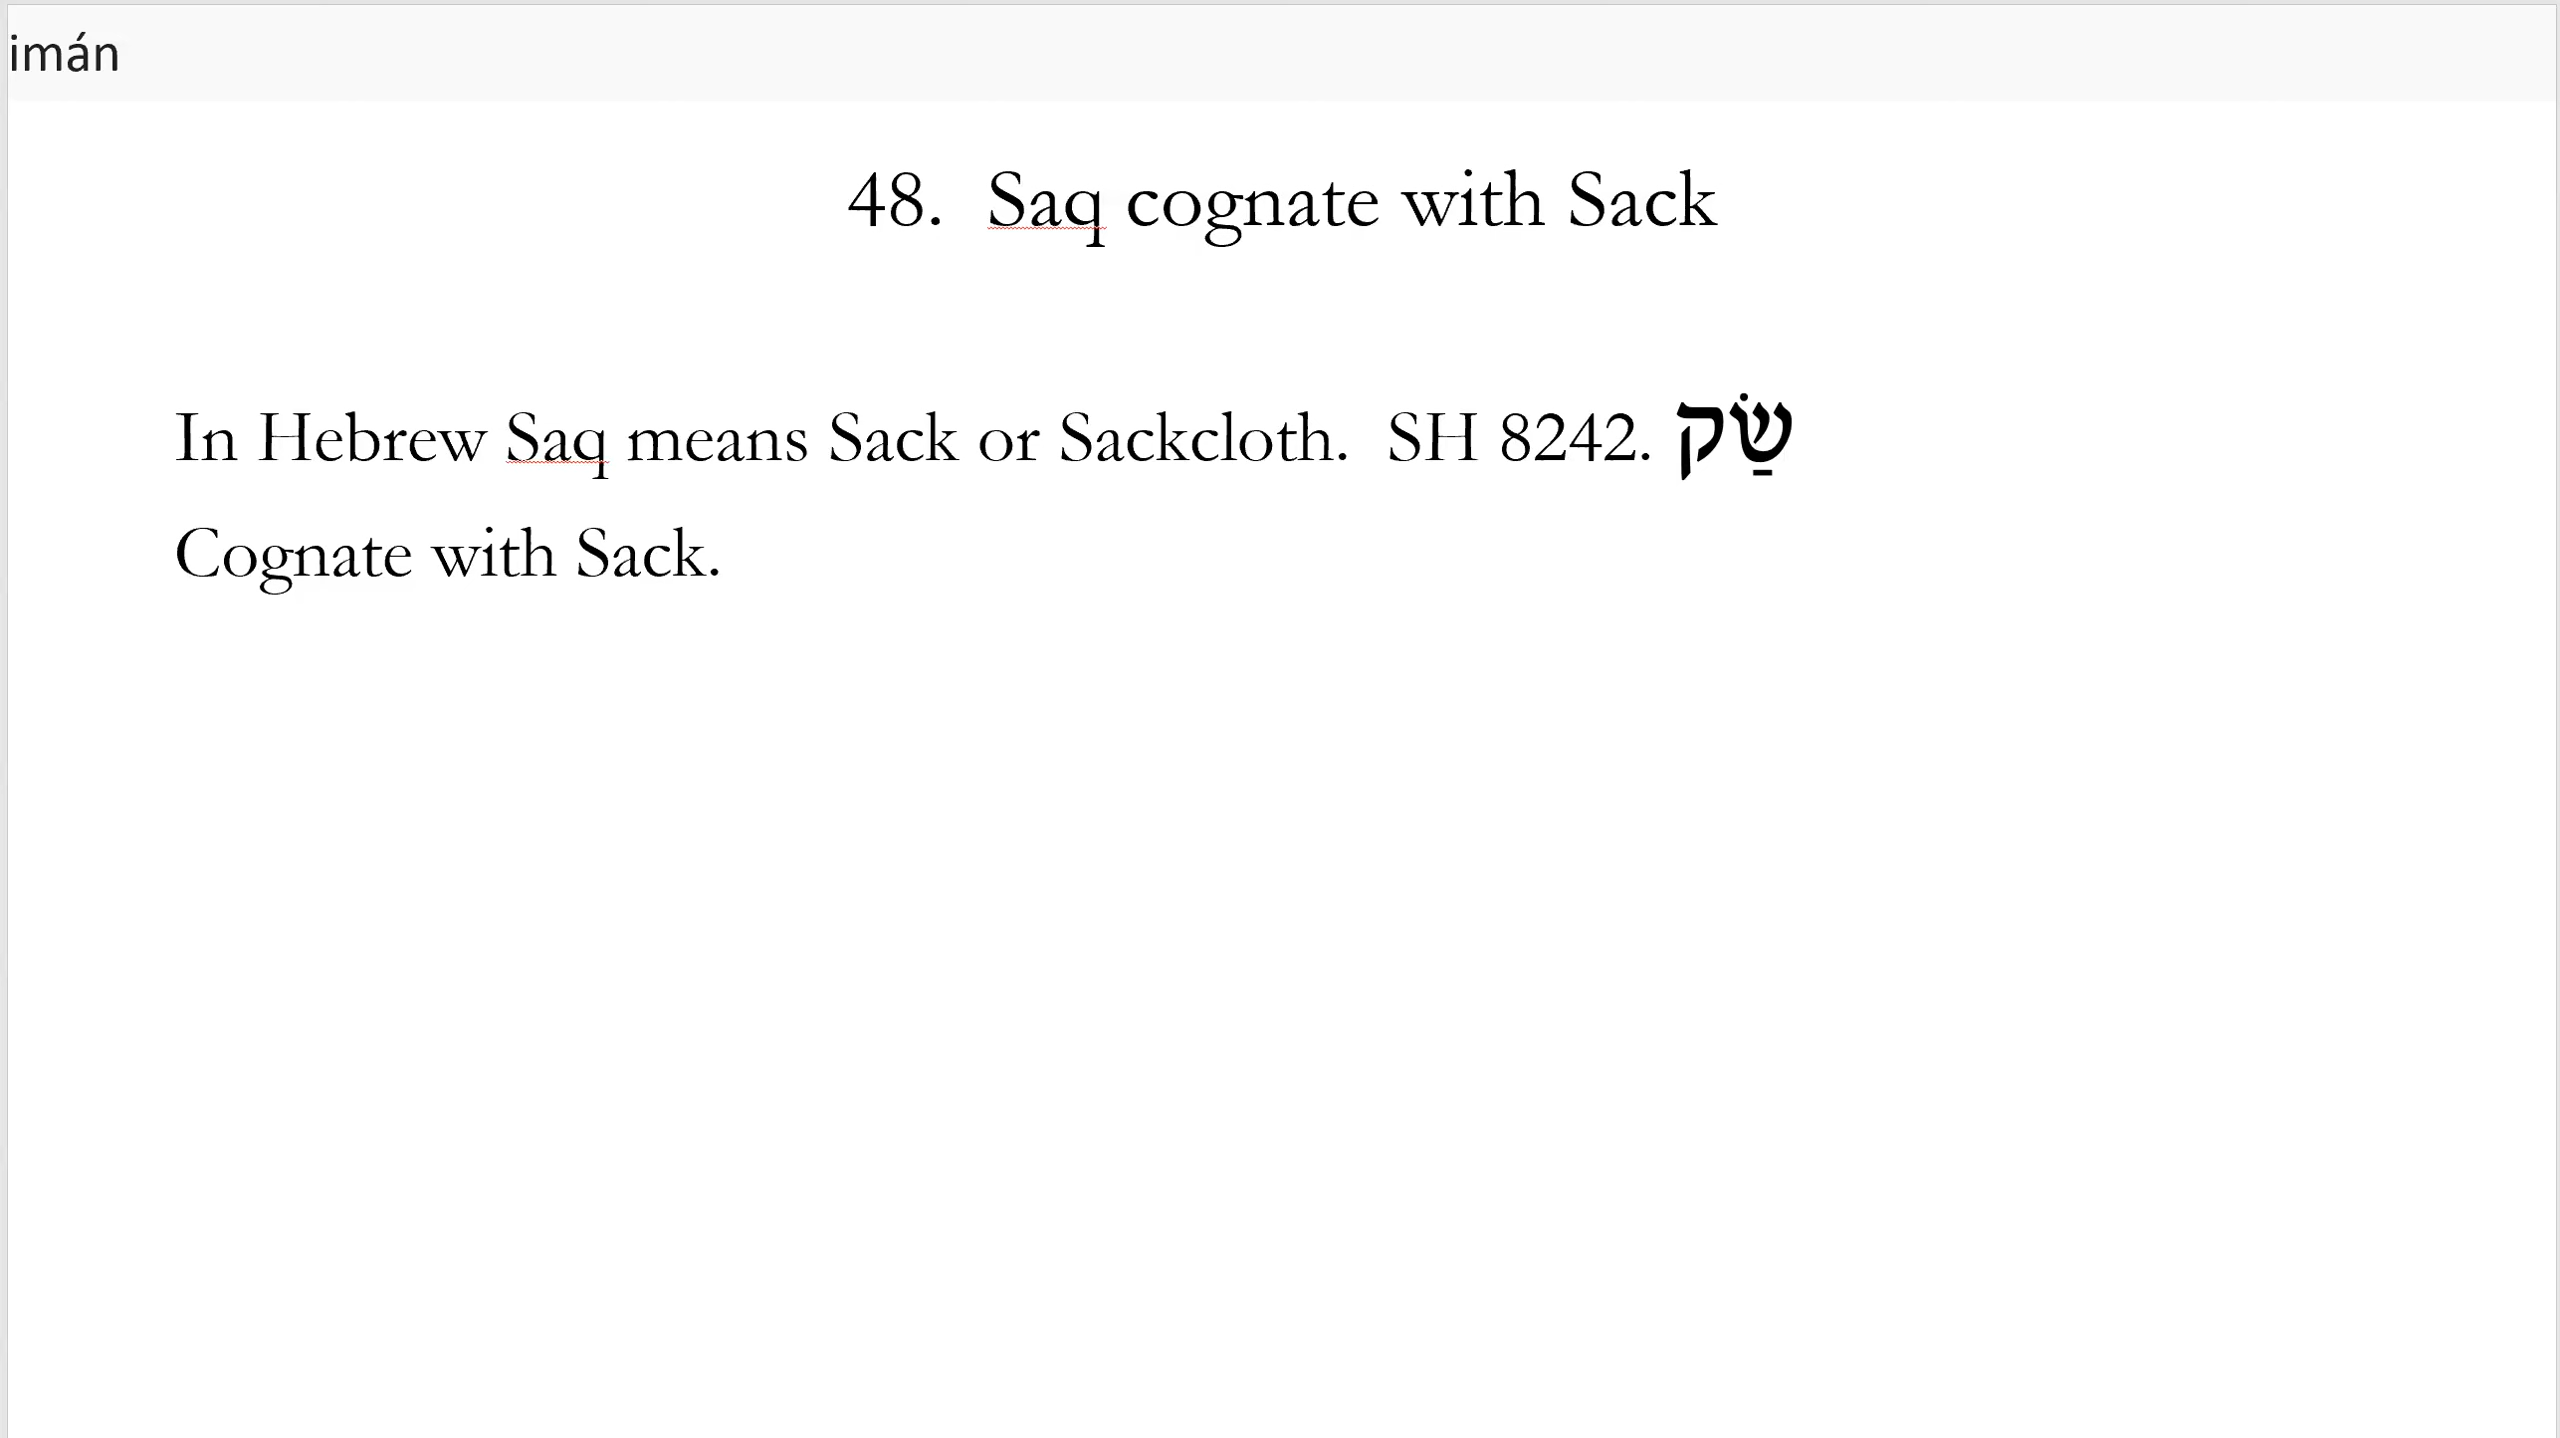 imán
48. Saq cognate with Sack
In Hebrew Saq means Sack or Sackcloth. SH 8242. שַׂק
Cognate with Sack.